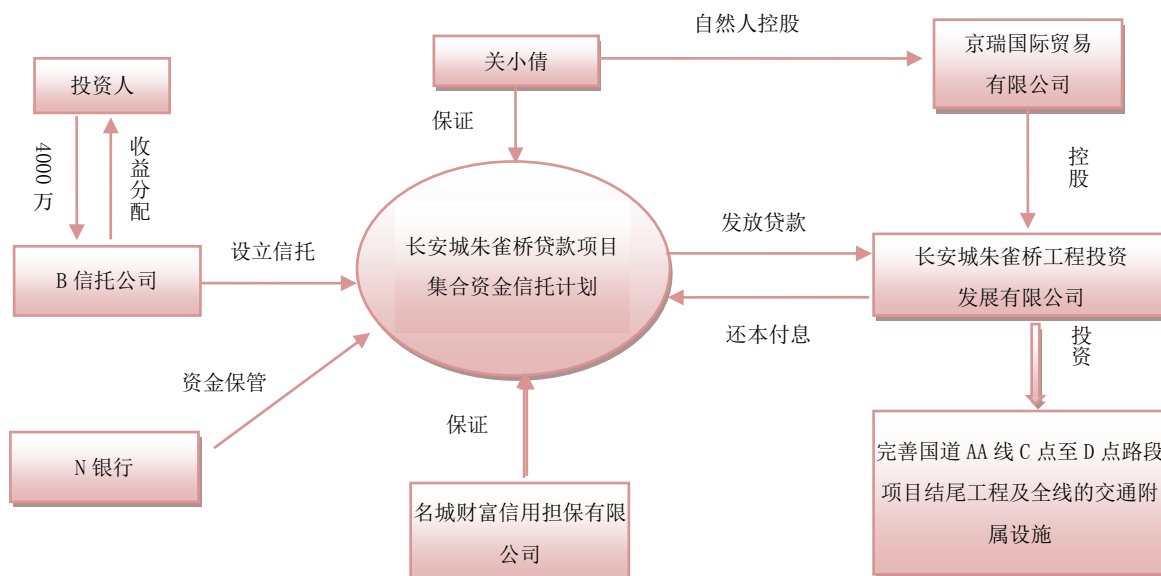 自然人控股
关小倩
京瑞国际贸易
有限公司
投资人
保证
4000 万
收益分配
控股
长安城朱雀桥贷款项目
集合资金信托计划
设立信托
发放贷款
B 信托公司
长安城朱雀桥工程投资
发展有限公司
还本付息
投资
资金保管
保证
N 银行
名城财富信用担保有限
公司
完善国道 AA 线 C 点至 D 点路段
项目结尾工程及全线的交通附
属设施